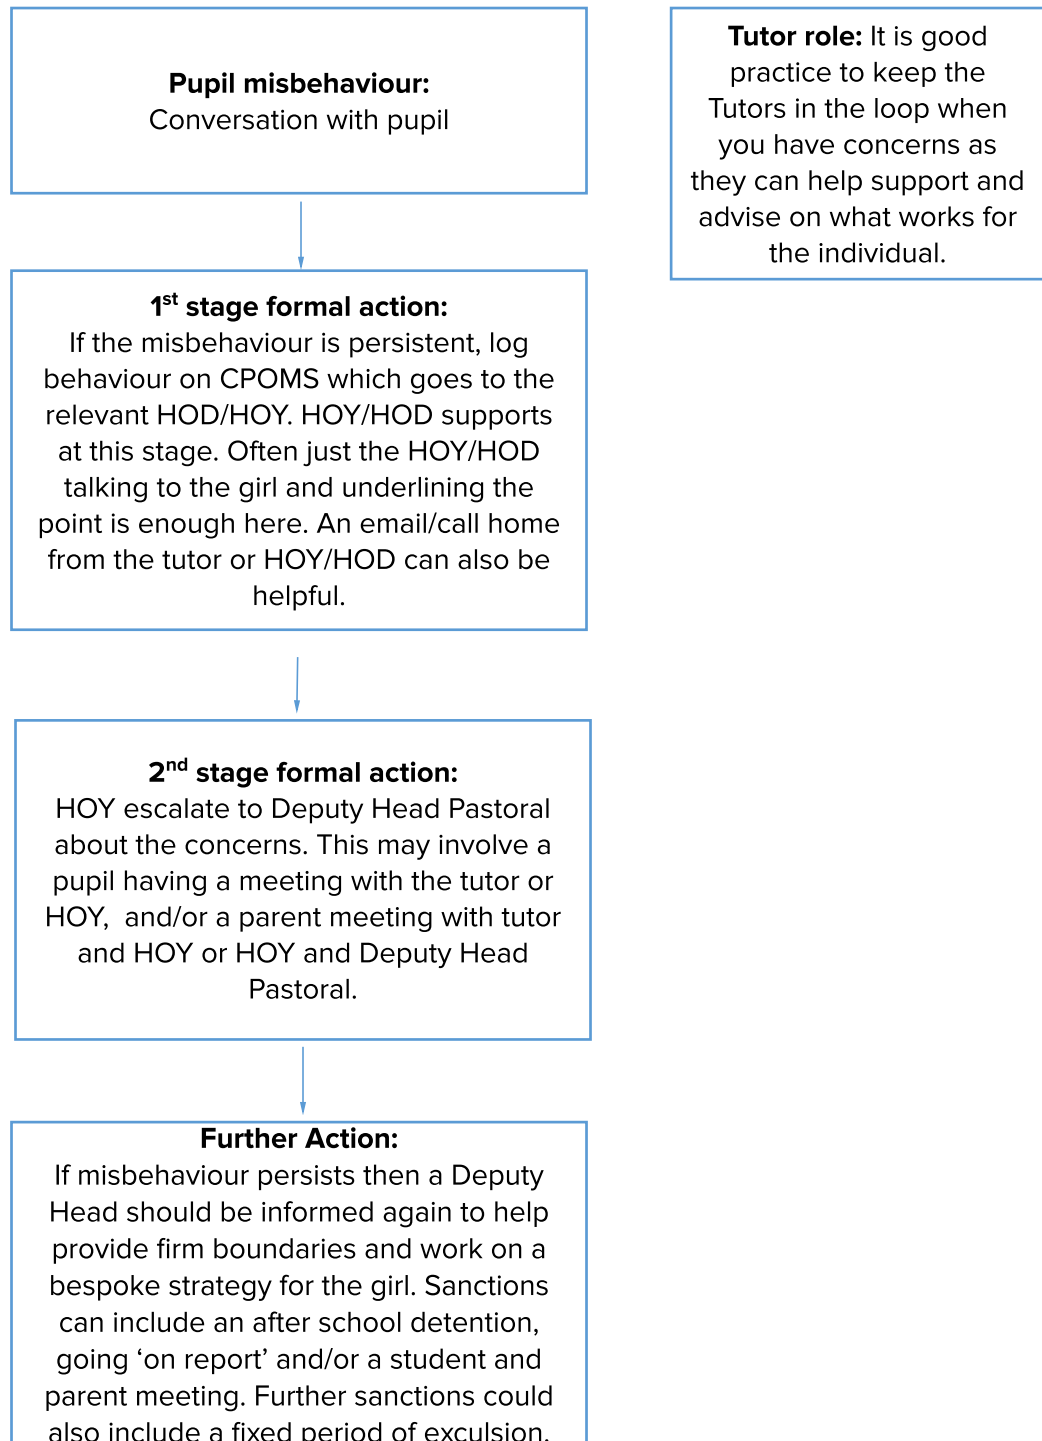 Pupil misbehaviour:
Conversation with pupil
Tutor role: It is good
practice to keep the
Tutors in the loop when
you have concerns as
they can help support and
advise on what works for
the individual.
1st stage formal action:
If the misbehaviour is persistent, log
behaviour on CPOMS which goes to the
relevant HOD/HOY. HOY/HOD supports
at this stage. Often just the HOY/HOD
talking to the girl and underlining the
point is enough here. An email/call home
from the tutor or HOY/HOD can also be
helpful.
2nd stage formal action:
HOY escalate to Deputy Head Pastoral
about the concerns. This may involve a
pupil having a meeting with the tutor or
HOY,  and/or a parent meeting with tutor
and HOY or HOY and Deputy Head
Pastoral.
Further Action:
If misbehaviour persists then a Deputy
Head should be informed again to help
provide firm boundaries and work on a
bespoke strategy for the girl. Sanctions
can include an after school detention,
going ‘on report’ and/or a student and
parent meeting. Further sanctions could
also include a fixed period of exculsion.